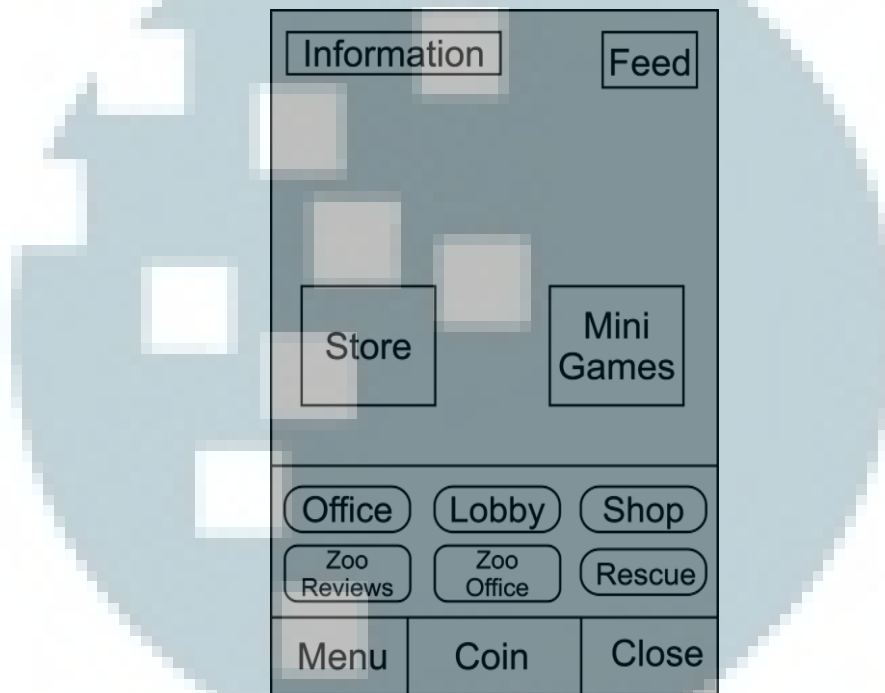 Information
Feed
Store
Mini
Games
Office
Lobby
Shop
Zoo
Reviews
Zoo
Office
Rescue
Menu
Coin
Close